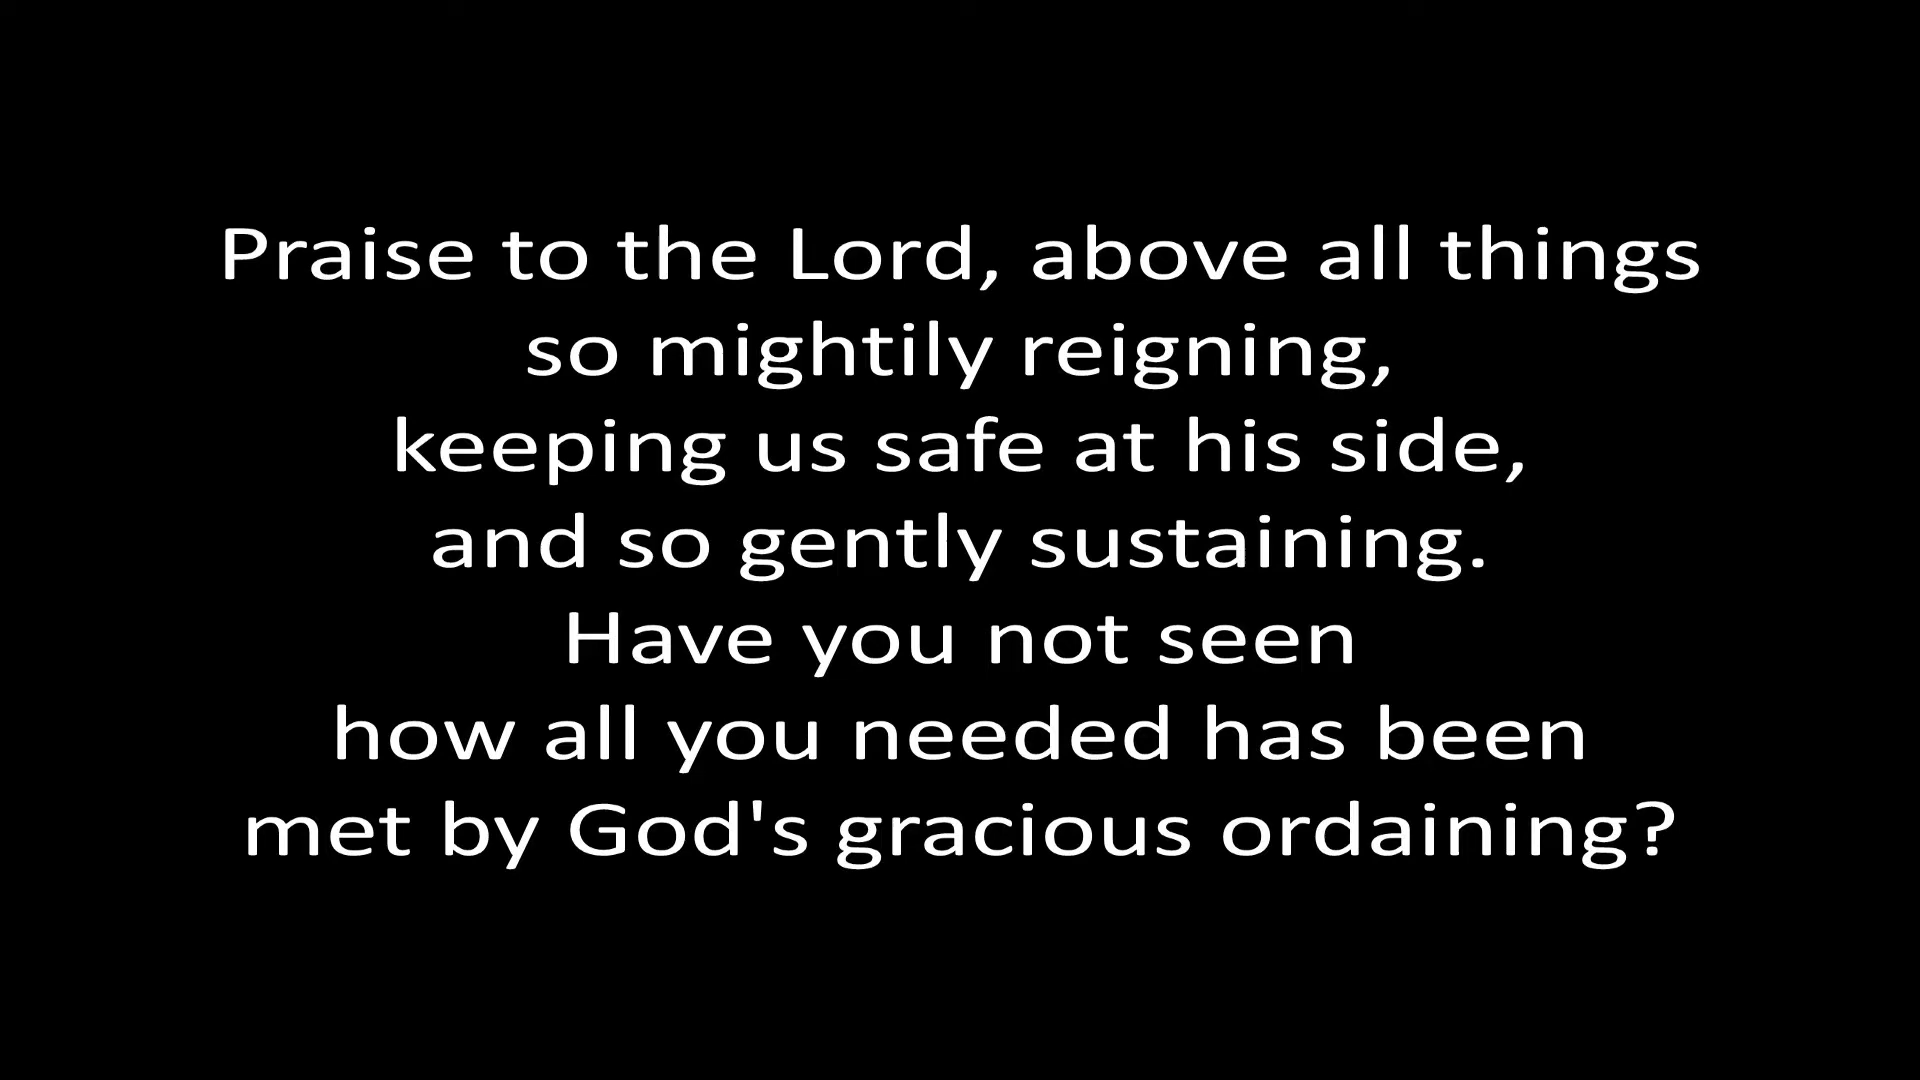 Praise to the Lord, above all things
so mightily reigning,
keeping us safe at his side,
and so gently sustaining.
Have you not seen
how all you needed has been
met by God's gracious ordaining?